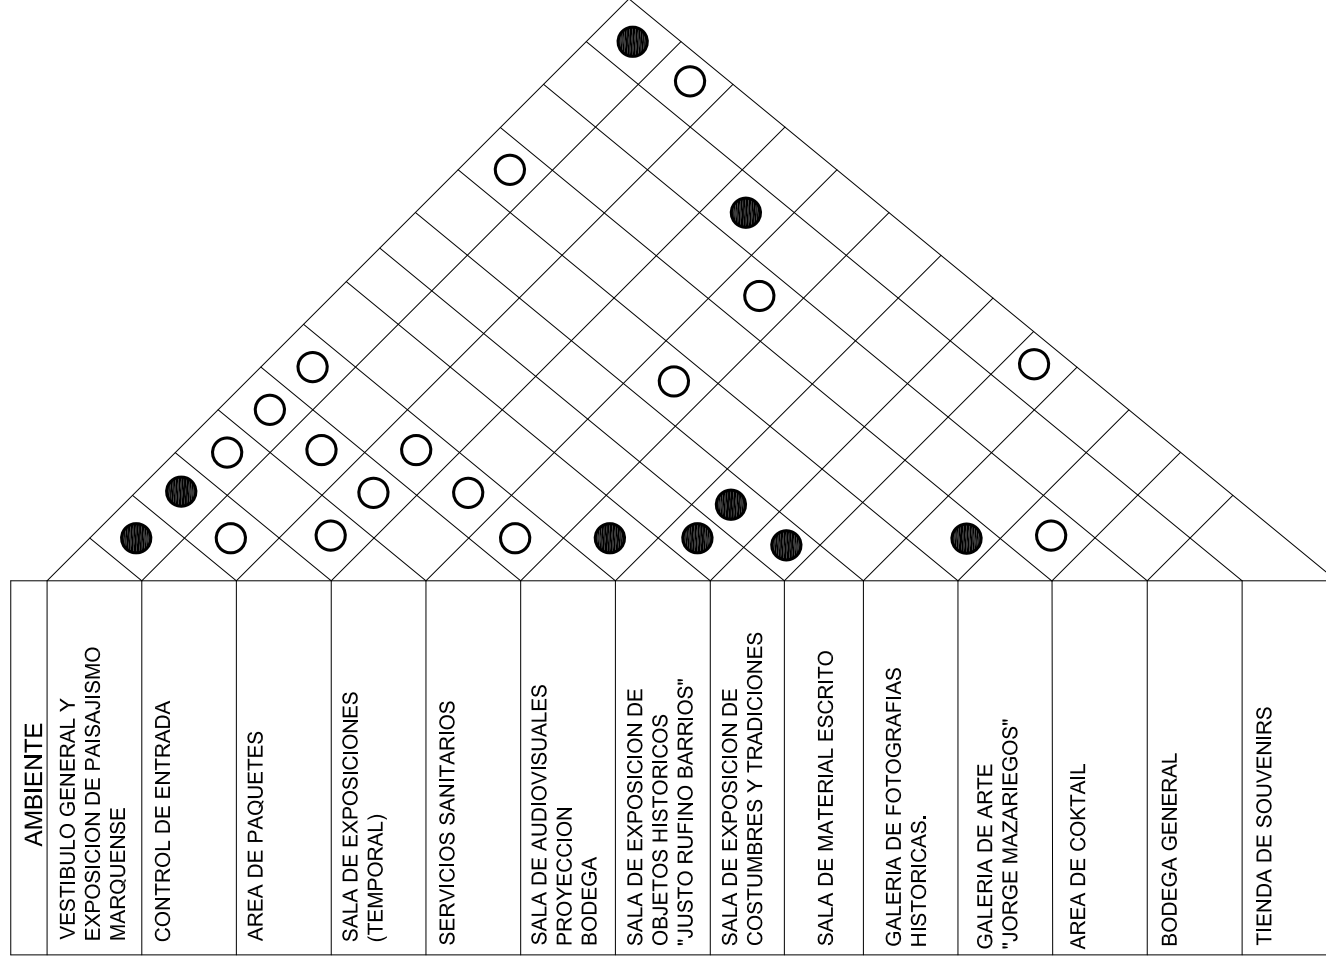 AMBIENTE
VESTIBULO GENERAL Y
EXPOSICION DE PAISAJISMO
MARQUENSE
CONTROL DE ENTRADA
AREA DE PAQUETES
SALA DE EXPOSICIONES
(TEMPORAL)
SERVICIOS SANITARIOS
SALA DE AUDIOVISUALES
PROYECCION
BODEGA
SALA DE EXPOSICION DE
OBJETOS HISTORICOS
"JUSTO RUFINO BARRIOS"
SALA DE EXPOSICION DE
COSTUMBRES Y TRADICIONES
SALA DE MATERIAL ESCRITO
GALERIA DE FOTOGRAFIAS
HISTORICAS.
GALERIA DE ARTE
"JORGE MAZARIEGOS"
AREA DE COKTAIL
BODEGA GENERAL
TIENDA DE SOUVENIRS